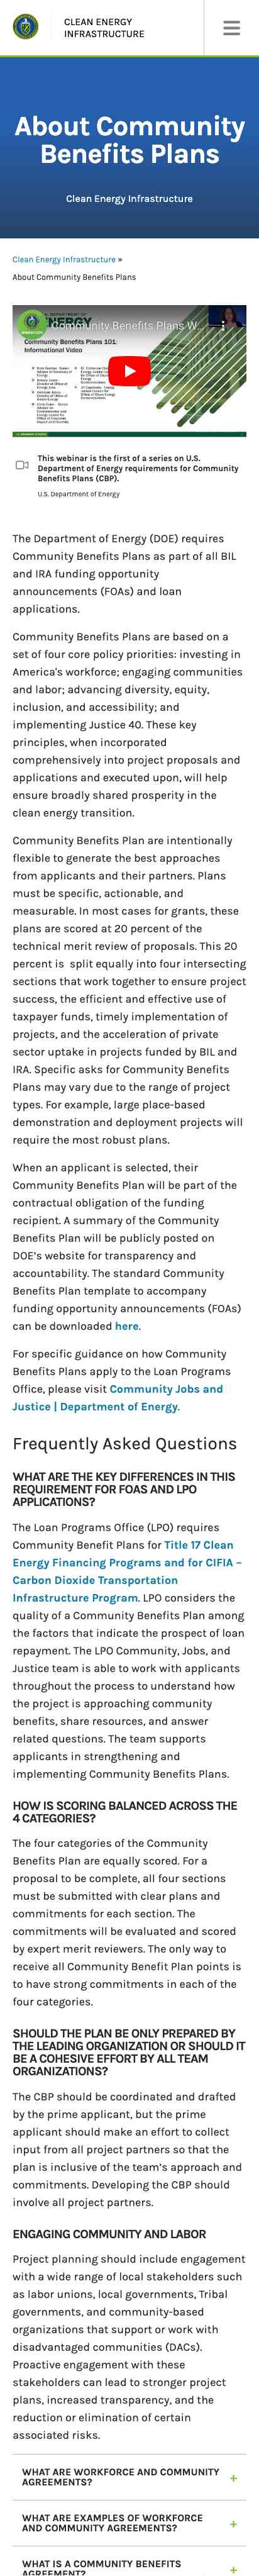 CLEAN ENERGY
INFRASTRUCTURE
About Community
Benefits Plans
Clean Energy Infrastructure
Clean Energy Infrastructure »
About Community Benefits Plans
Community Benefits Plans W...
Community Benefits Plans 101:
Informational Video
This webinar is the first of a series on U.S.
Department of Energy requirements for Community
Benefits Plans (CBP).
U.S. Department of Energy
The Department of Energy (DOE) requires
Community Benefits Plans as part of all BIL
and IRA funding opportunity
announcements (FOAs) and loan
applications.
Community Benefits Plans are based on a
set of four core policy priorities: investing in
America's workforce; engaging communities
and labor; advancing diversity, equity,
inclusion, and accessibility; and
implementing Justice 40. These key
principles, when incorporated
comprehensively into project proposals and
applications and executed upon, will help
ensure broadly shared prosperity in the
clean energy transition.
Community Benefits Plan are intentionally
flexible to generate the best approaches
from applicants and their partners. Plans
must be specific, actionable, and
measurable. In most cases for grants, these
plans are scored at 20 percent of the
technical merit review of proposals. This 20
percent is  split equally into four intersecting
sections that work together to ensure project
success, the efficient and effective use of
taxpayer funds, timely implementation of
projects, and the acceleration of private
sector uptake in projects funded by BIL and
IRA. Specific asks for Community Benefits
Plans may vary due to the range of project
types. For example, large place-based
demonstration and deployment projects will
require the most robust plans.
When an applicant is selected, their
Community Benefits Plan will be part of the
contractual obligation of the funding
recipient. A summary of the Community
Benefits Plan will be publicly posted on
DOE's website for transparency and
accountability. The standard Community
Benefits Plan template to accompany
funding opportunity announcements (FOAs)
can be downloaded here.
For specific guidance on how Community
Benefits Plans apply to the Loan Programs
Office, please visit Community Jobs and
Justice | Department of Energy.
Frequently Asked Questions
WHAT ARE THE KEY DIFFERENCES IN THIS
REQUIREMENT FOR FOAS AND LPO
APPLICATIONS?
The Loan Programs Office (LPO) requires
Community Benefit Plans for Title 17 Clean
Energy Financing Programs and for CIFIA –
Carbon Dioxide Transportation
Infrastructure Program. LPO considers the
quality of a Community Benefits Plan among
the factors that indicate the prospect of loan
repayment. The LPO Community, Jobs, and
Justice team is able to work with applicants
throughout the process to understand how
the project is approaching community
benefits, share resources, and answer
related questions. The team supports
applicants in strengthening and
implementing Community Benefits Plans.
HOW IS SCORING BALANCED ACROSS THE
4 CATEGORIES?
The four categories of the Community
Benefits Plan are equally scored. For a
proposal to be complete, all four sections
must be submitted with clear plans and
commitments for each section. The
commitments will be evaluated and scored
by expert merit reviewers. The only way to
receive all Community Benefit Plan points is
to have strong commitments in each of the
four categories.
SHOULD THE PLAN BE ONLY PREPARED BY
THE LEADING ORGANIZATION OR SHOULD IT
BE A COHESIVE EFFORT BY ALL TEAM
ORGANIZATIONS?
The CBP should be coordinated and drafted
by the prime applicant, but the prime
applicant should make an effort to collect
input from all project partners so that the
plan is inclusive of the team's approach and
commitments. Developing the CBP should
involve all project partners.
ENGAGING COMMUNITY AND LABOR
Project planning should include engagement
with a wide range of local stakeholders such
as labor unions, local governments, Tribal
governments, and community-based
organizations that support or work with
disadvantaged communities (DACs).
Proactive engagement with these
stakeholders can lead to stronger project
plans, increased transparency, and the
reduction or elimination of certain
associated risks.
WHAT ARE WORKFORCE AND COMMUNITY
AGREEMENTS?
WHAT ARE EXAMPLES OF WORKFORCE
AND COMMUNITY AGREEMENTS?
WHAT IS A COMMUNITY BENEFITS
AGREEMENT?